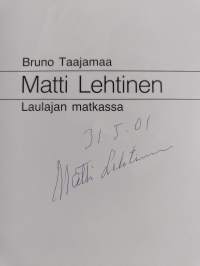 Bruno Taajamaa
Matti Lehtinen
Laulajan matkassa
31.5.01
Matti Lehtinen